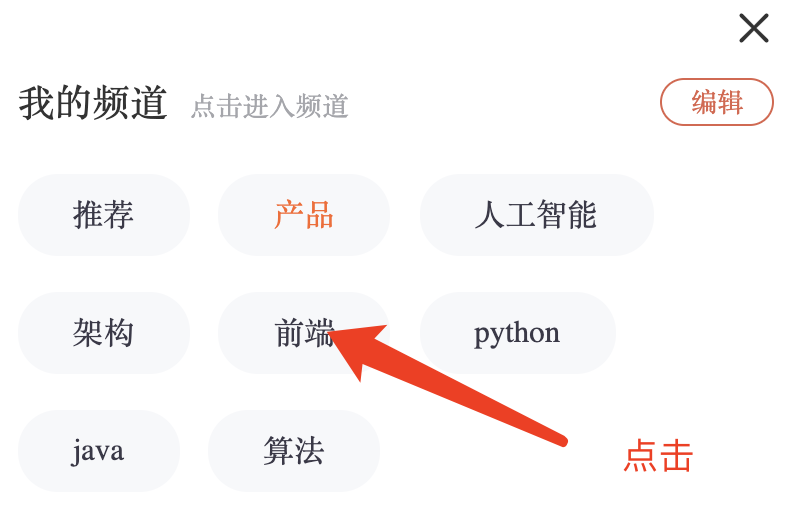 我的频道 点击进入频道 编辑
推荐 产品 人工智能
架构 前端 python
java 算法 点击